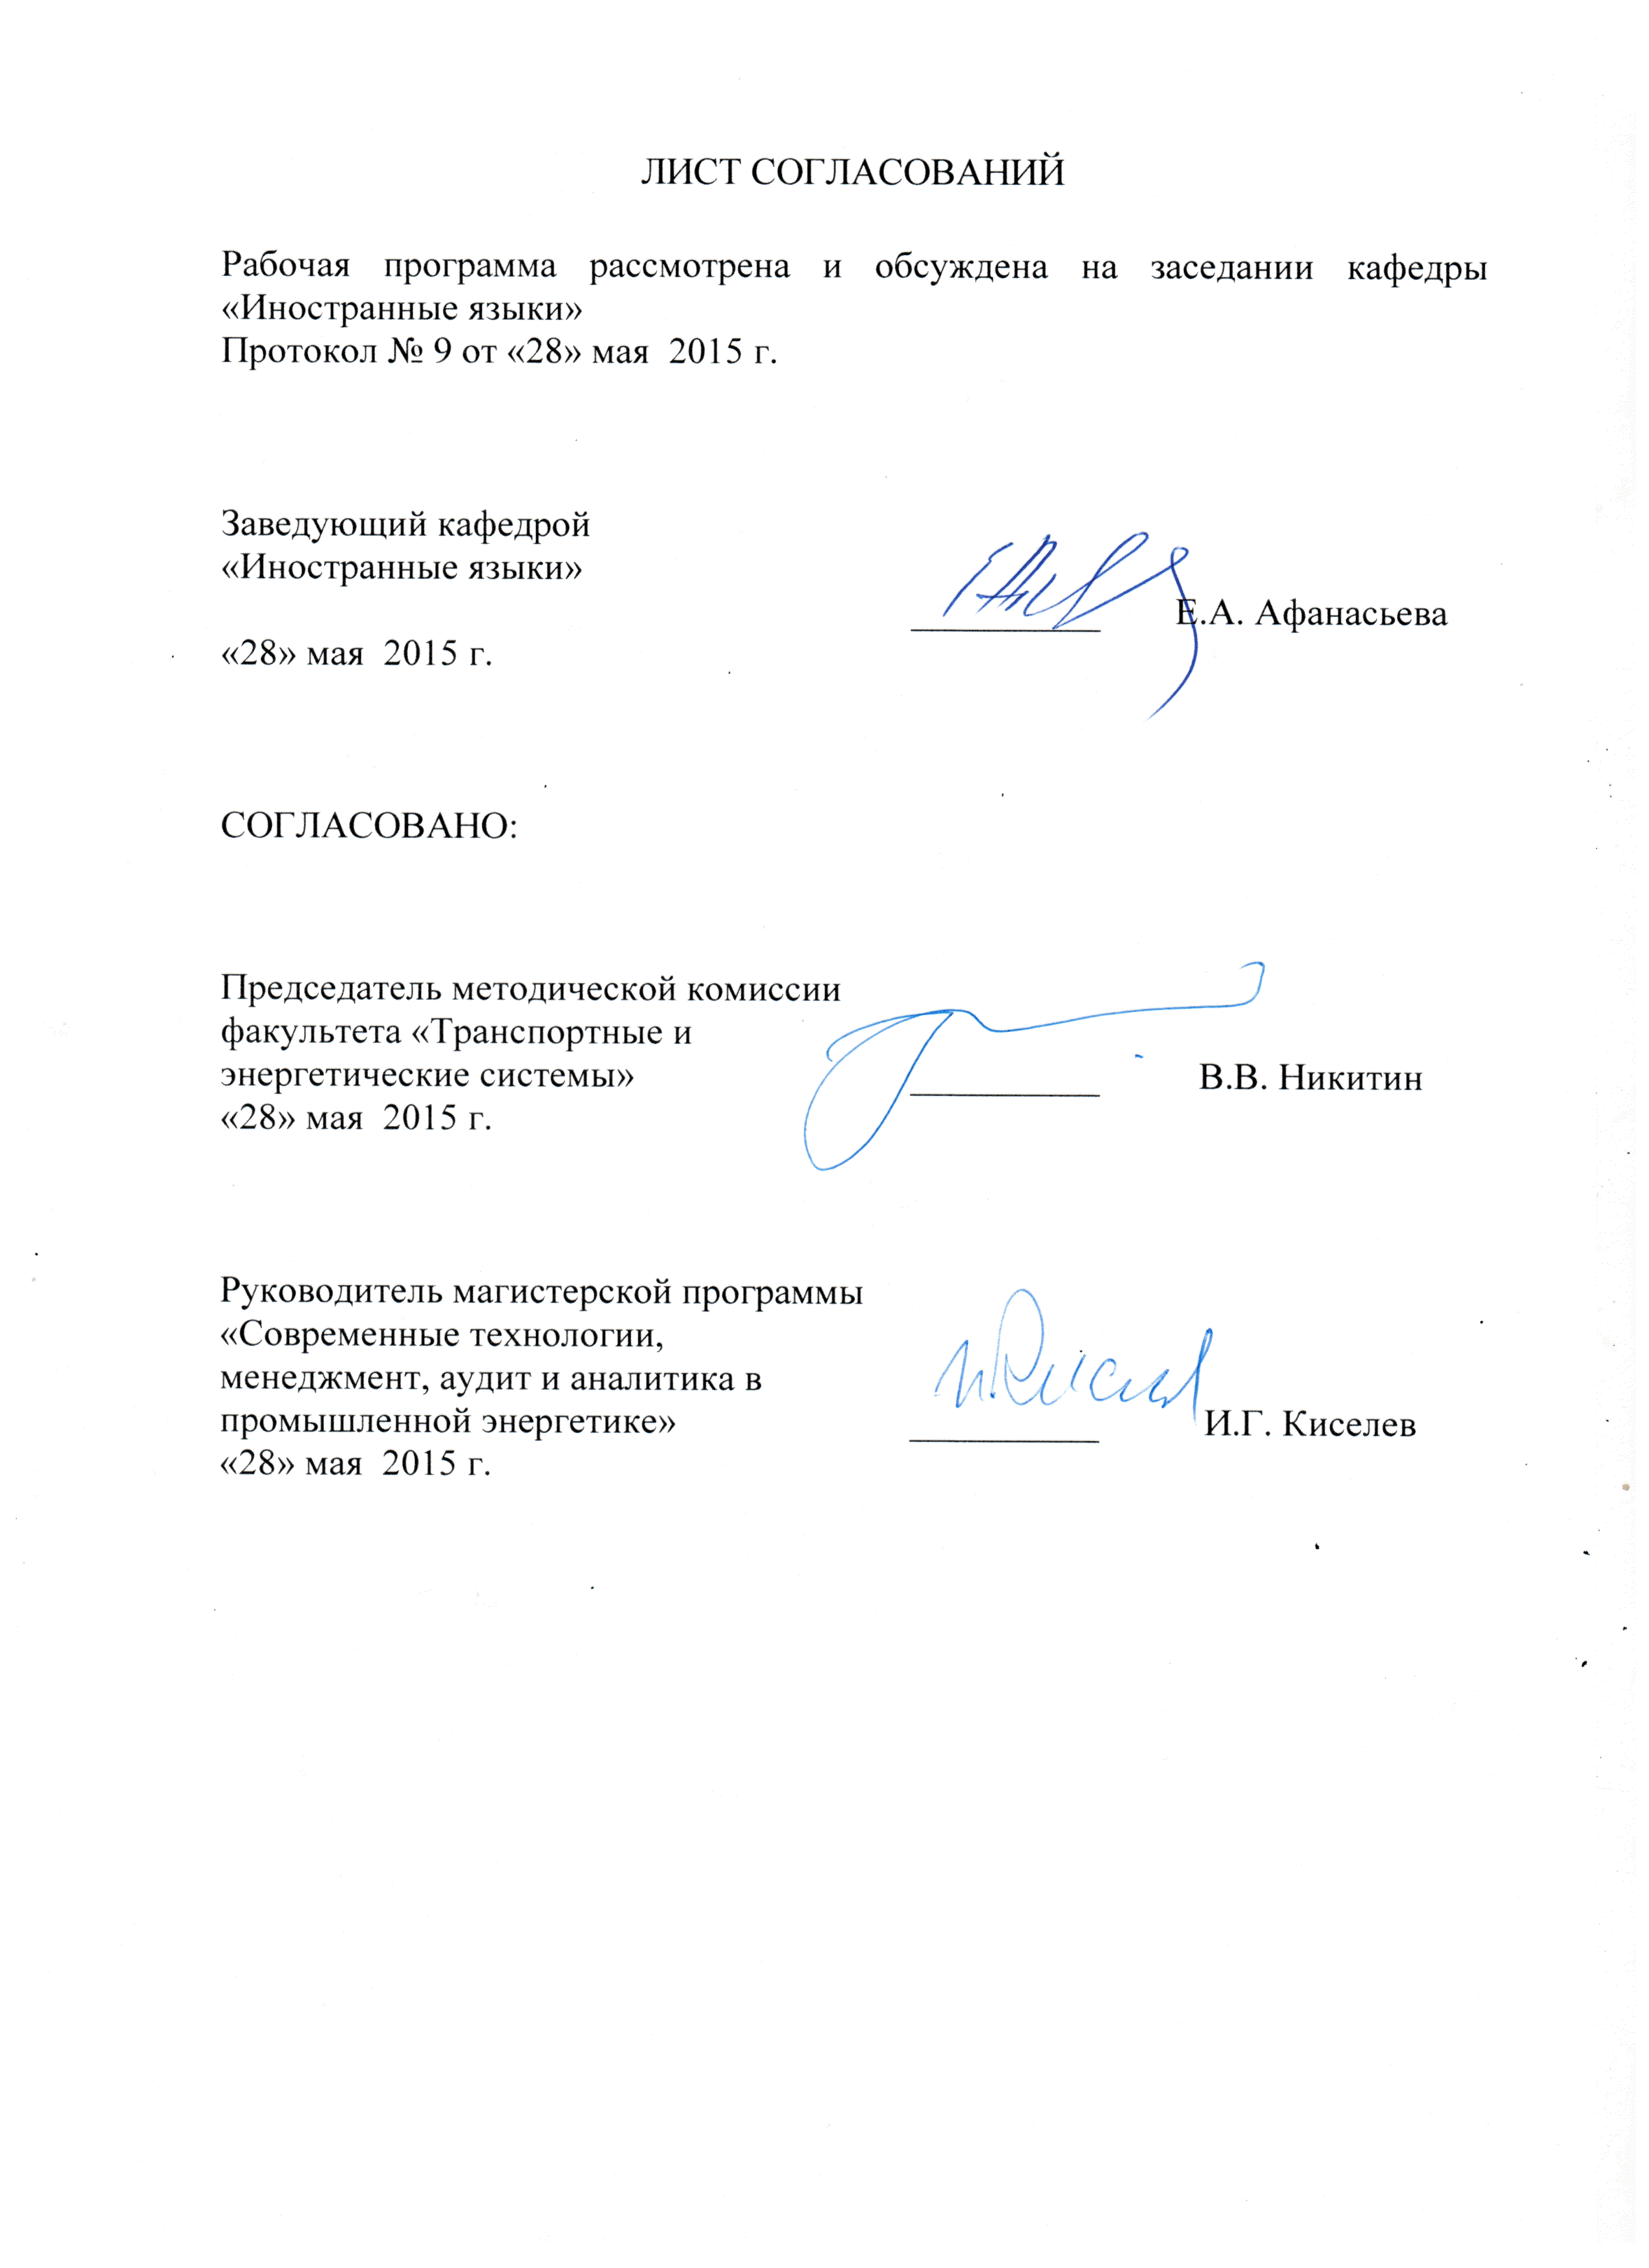 ЛИСТ СОГЛАСОВАНИЙ
Рабочая программа рассмотрена и обсуждена на заседании кафедры
«Иностранные языки»
Протокол № 9 от «28» мая 2015 г.
Заведующий кафедрой
«Иностранные языки»
Е.А. Афанасьева
«28» мая 2015 г.
СОГЛАСОВАНО:
Председатель методической комиссии
факультета «Транспортные и
энергетические системы» В.В. Никитин
«28» мая 2015 г.
Руководитель магистерской программы
«Современные технологии,
менеджмент, аудит и аналитика в
промышленной энергетике» И.Г. Киселев
«28» мая 2015 г.